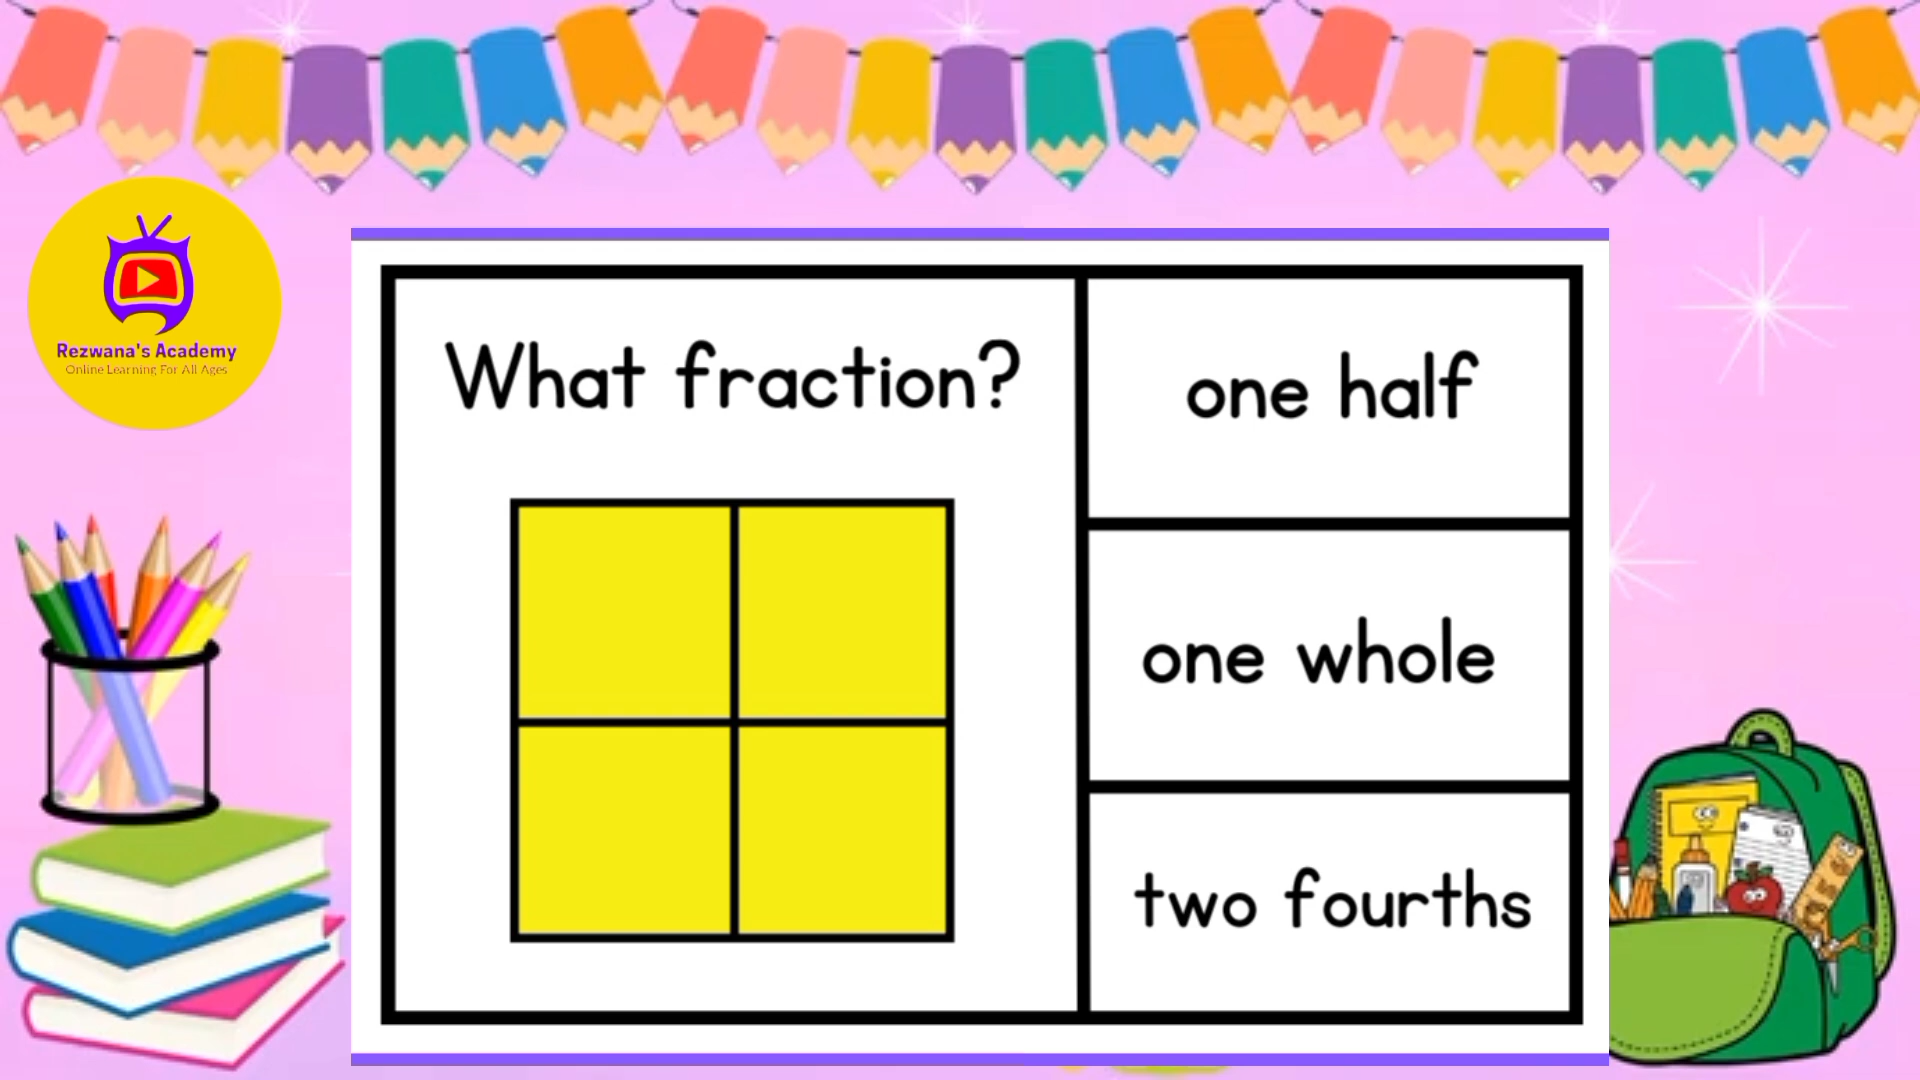 Rezwana's Academy
Online Learning For All Ages
What fraction?
one half
one whole
two fourths